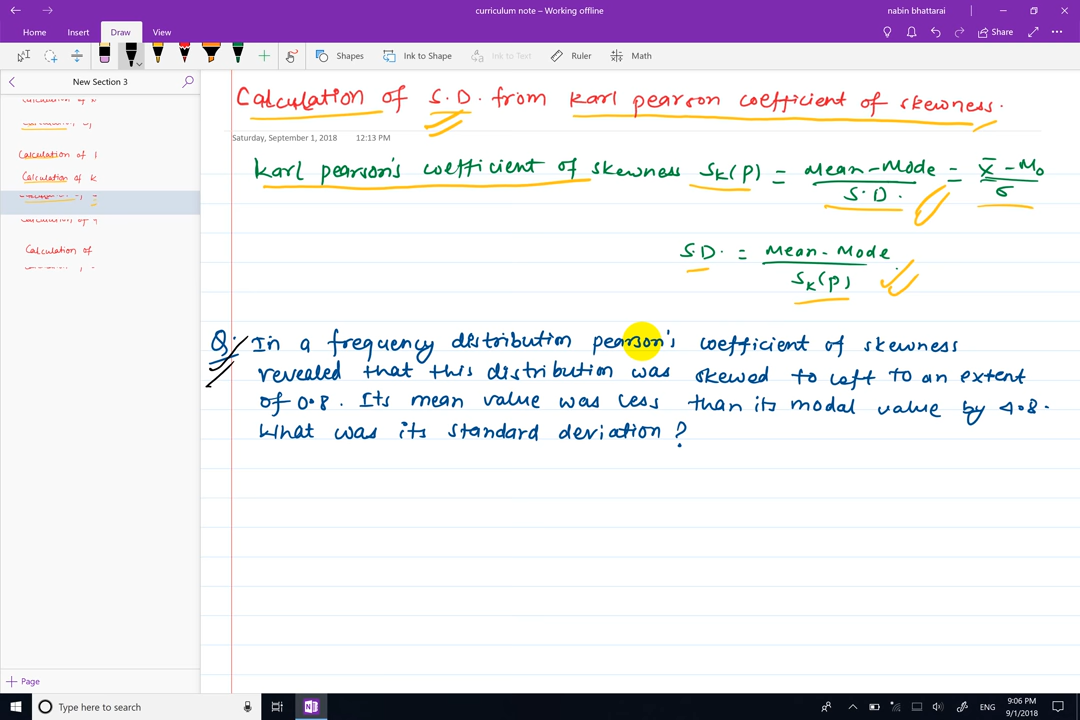 curriculum note – Working offline
nabin bhattarai
Home Insert Draw View
Share
Shapes Ink to Shape Ink to Text Ruler Math
New Section 3
Calculation of S.D. from Karl pearson coefficient of skewness.
Saturday, September 1, 2018 12:13 PM
Calculation of
Calculation of K
Karl pearson's coefficient of skewness Sk(P) = Mean-Mode / S.D. = x̄ - Mo / σ
Calculation of
S.D. = Mean-Mode / Sk(P)
Q. In a frequency distribution pearson's coefficient of skewness
revealed that this distribution was skewed to left to an extent
of 0.8. Its mean value was less than its modal value by 4.8.
What was its standard deviation?
+ Page
Type here to search
ENG
9:06 PM
9/1/2018